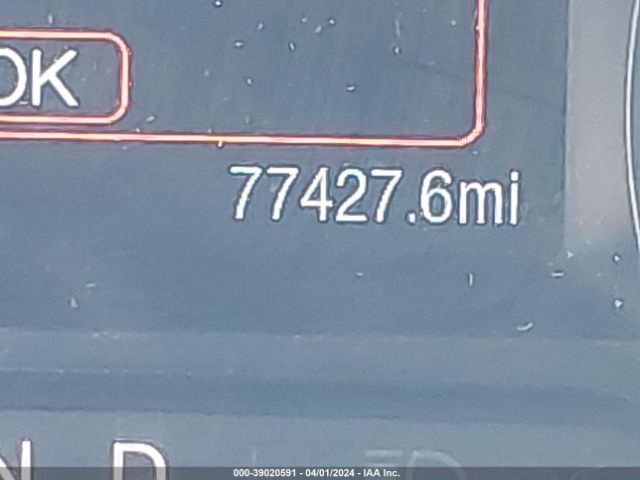 OK
77427.6mi
N D
000-39020591 - 04/01/2024 - IAA Inc.